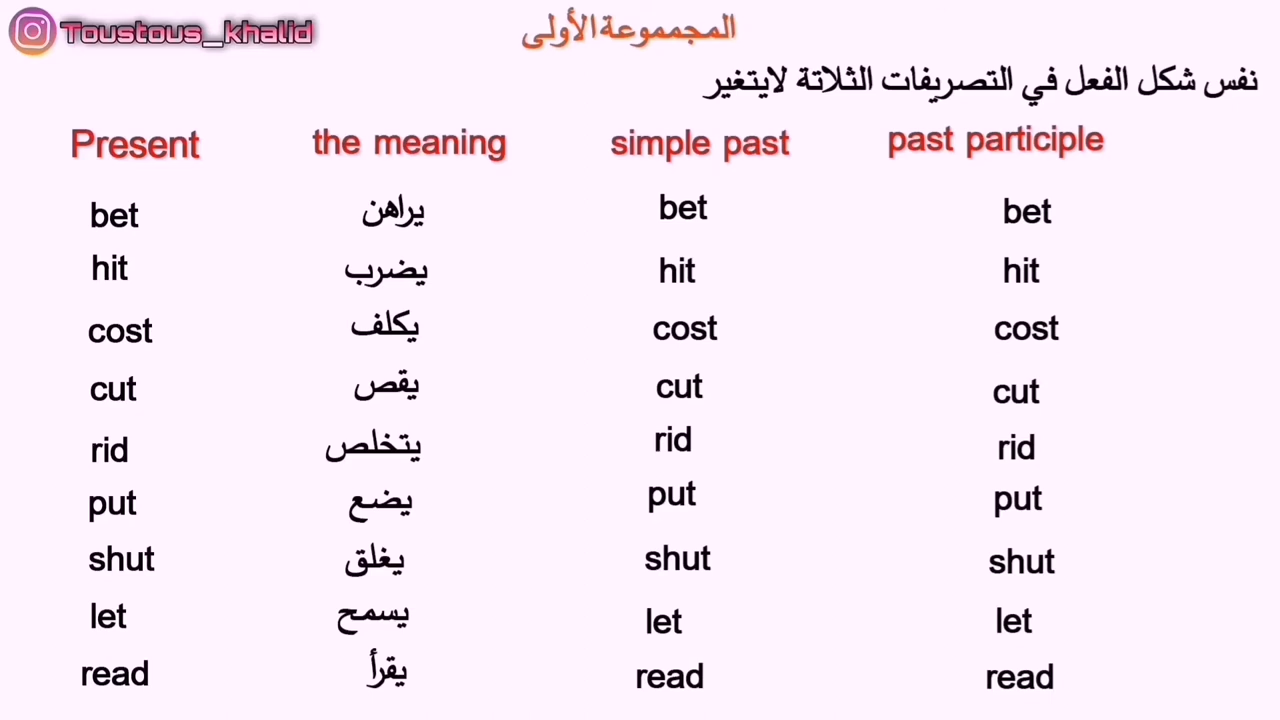 Toustous_khalid
المجمموعة الأولى
نفس شكل الفعل في التصريفات الثلاتة لايتغير
Present the meaning simple past past participle
bet يراهن bet bet
hit يضرب hit hit
cost يكلف cost cost
cut يقص cut cut
rid يتخلص rid rid
put يضع put put
shut يغلق shut shut
let يسمح let let
read يقرأ read read